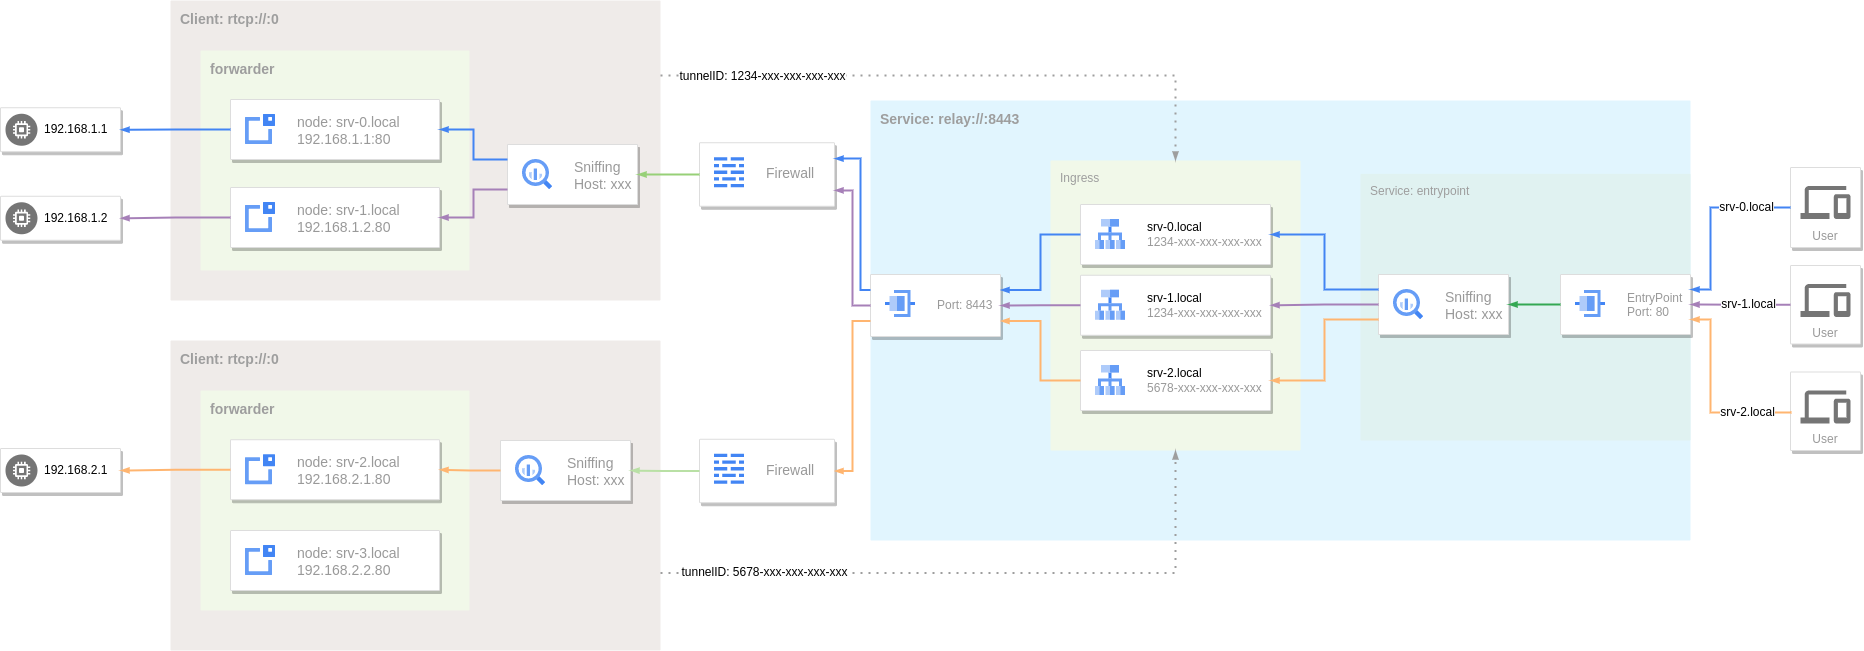 Client: rtcp://:0
forwarder
node: srv-0.local
192.168.1.1:80
node: srv-1.local
192.168.1.2.80
192.168.1.1
192.168.1.2
Sniffing
Host: xxx
Firewall
tunnelID: 1234-xxx-xxx-xxx-xxx
Client: rtcp://:0
forwarder
node: srv-2.local
192.168.2.1.80
node: srv-3.local
192.168.2.2.80
192.168.2.1
Sniffing
Host: xxx
Firewall
tunnelID: 5678-xxx-xxx-xxx-xxx
Service: relay://:8443
Port: 8443
Ingress
srv-0.local
1234-xxx-xxx-xxx-xxx
srv-1.local
1234-xxx-xxx-xxx-xxx
srv-2.local
5678-xxx-xxx-xxx-xxx
Service: entrypoint
Sniffing
Host: xxx
EntryPoint
Port: 80
srv-0.local
User
srv-1.local
User
srv-2.local
User